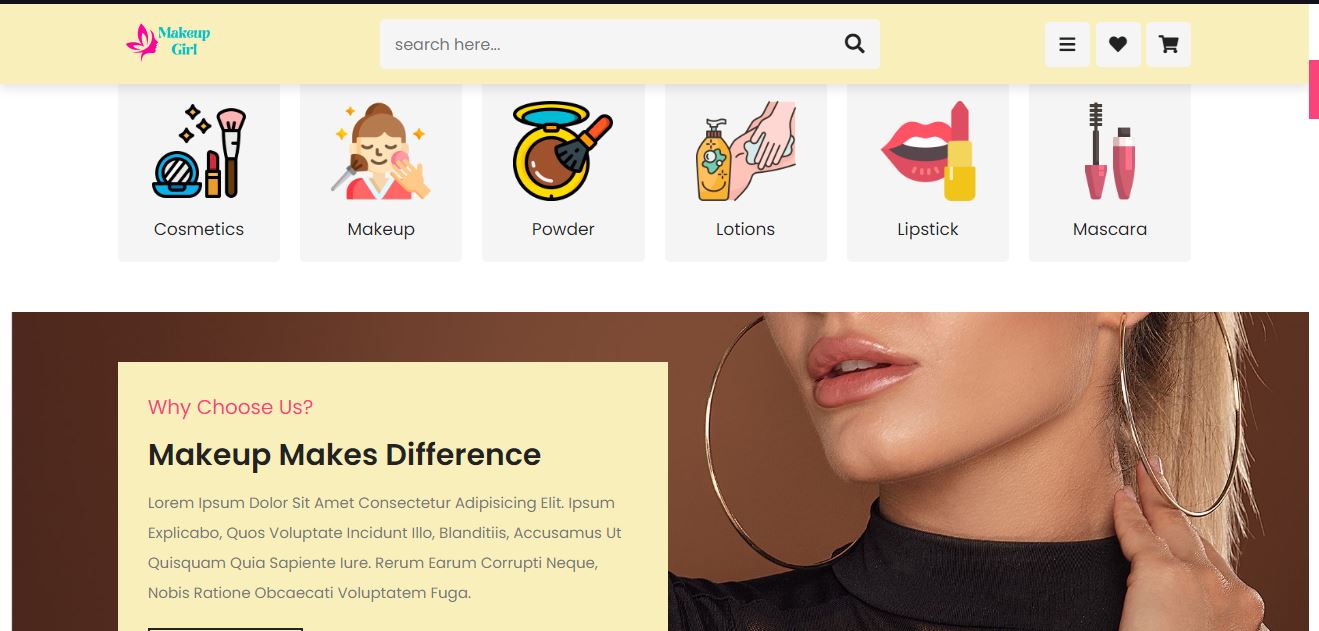 Makeup
Girl
search here...
Cosmetics
Makeup
Powder
Lotions
Lipstick
Mascara
Why Choose Us?
Makeup Makes Difference
Lorem Ipsum Dolor Sit Amet Consectetur Adipisicing Elit. Ipsum
Explicabo, Quos Voluptate Incidunt Illo, Blanditiis, Accusamus Ut
Quisquam Quia Sapiente Iure. Rerum Earum Corrupti Neque,
Nobis Ratione Obcaecati Voluptatem Fuga.